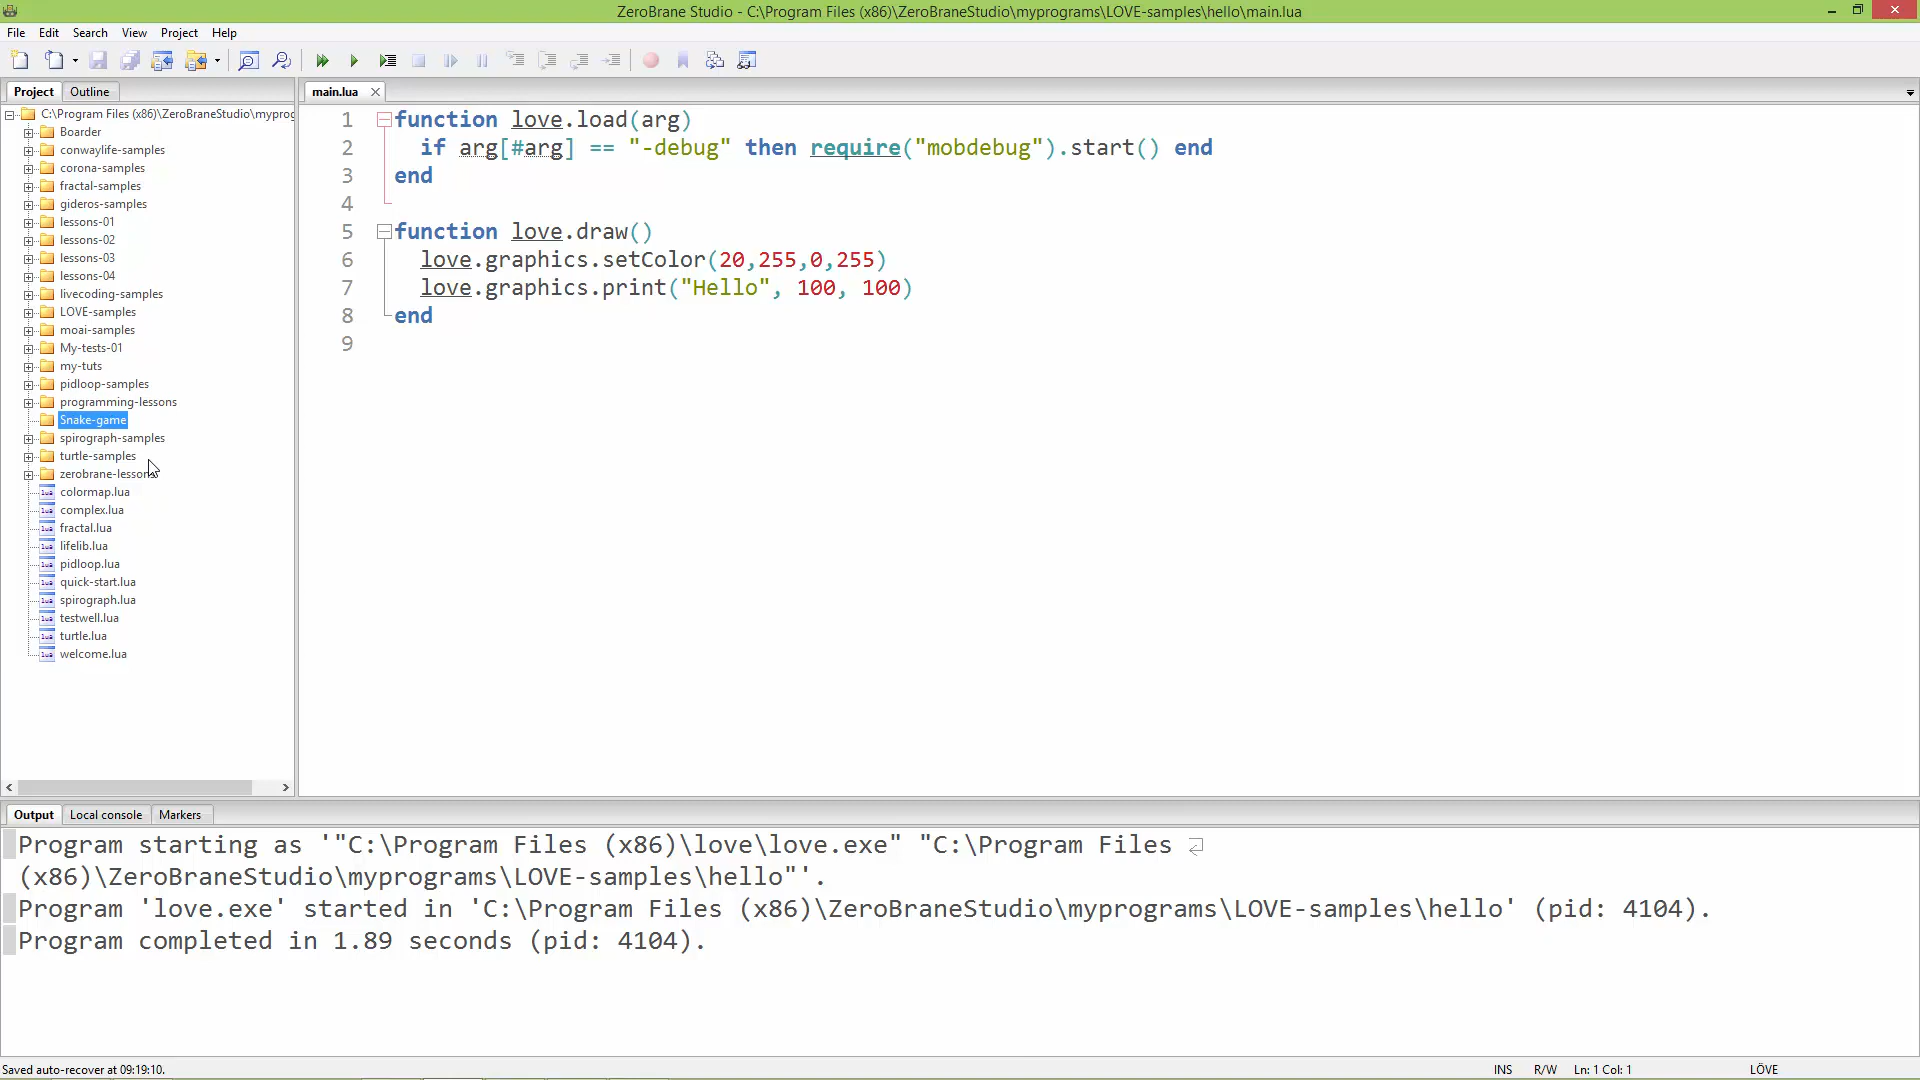 ZeroBrane Studio - C:\Program Files (x86)\ZeroBraneStudio\myprograms\LOVE-samples\hello\main.lua
File Edit Search View Project Help
Project Outline
C:\Program Files (x86)\ZeroBraneStudio\myprog
Boarder
conwaylife-samples
corona-samples
fractal-samples
gideros-samples
lessons-01
lessons-02
lessons-03
lessons-04
livecoding-samples
LOVE-samples
moai-samples
My-tests-01
my-tuts
pidloop-samples
programming-lessons
Snake-game
spirograph-samples
turtle-samples
zerobrane-lessons
colormap.lua
complex.lua
fractal.lua
lifelib.lua
pidloop.lua
quick-start.lua
spirograph.lua
testwell.lua
turtle.lua
welcome.lua
main.lua
1 function love.load(arg)
2 if arg[#arg] == "-debug" then require("mobdebug").start() end
3 end
4
5 function love.draw()
6 love.graphics.setColor(20,255,0,255)
7 love.graphics.print("Hello", 100, 100)
8 end
9
Output Local console Markers
Program starting as '"C:\Program Files (x86)\love\love.exe" "C:\Program Files
(x86)\ZeroBraneStudio\myprograms\LOVE-samples\hello"'.
Program 'love.exe' started in 'C:\Program Files (x86)\ZeroBraneStudio\myprograms\LOVE-samples\hello' (pid: 4104).
Program completed in 1.89 seconds (pid: 4104).
Saved auto-recover at 09:19:10. INS R/W Ln: 1 Col: 1 LÖVE